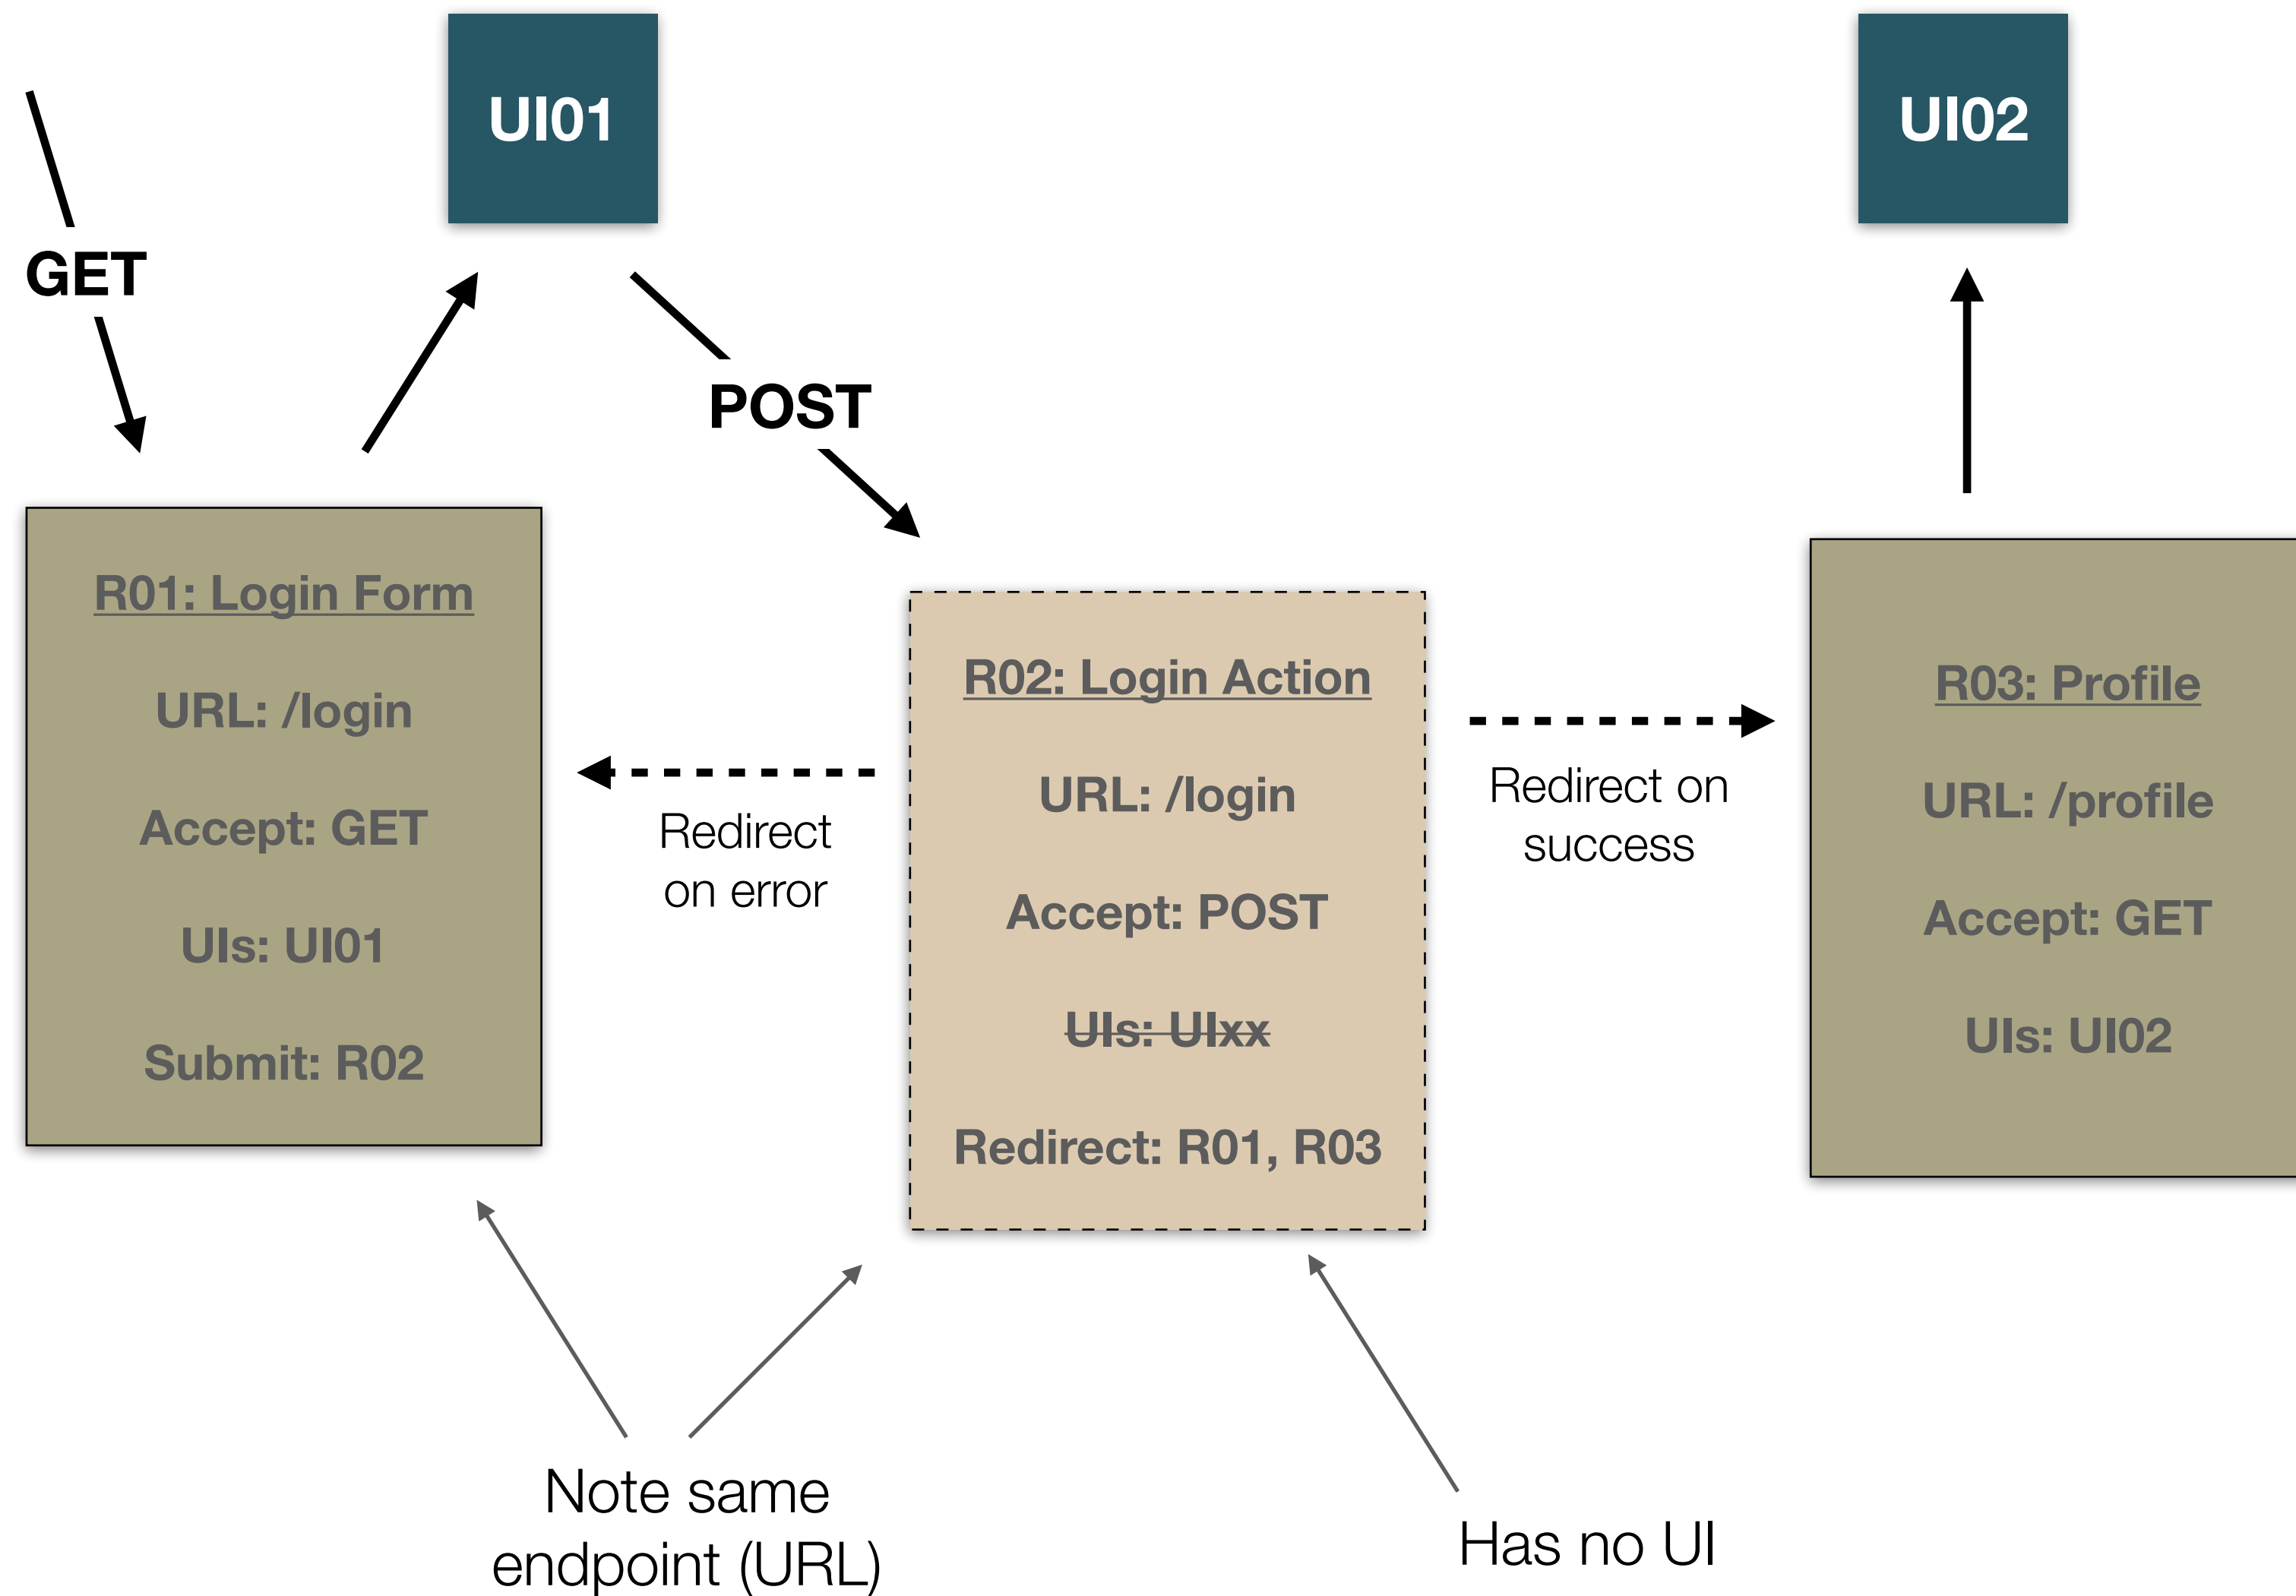 UI01
UI02
GET
POST
R01: Login Form
URL: /login
Accept: GET
UIs: UI01
Submit: R02
Redirect
on error
R02: Login Action
URL: /login
Accept: POST
UIs: UIxx
Redirect: R01, R03
Redirect on
success
R03: Profile
URL: /profile
Accept: GET
UIs: UI02
Note same
endpoint (URL)
Has no UI